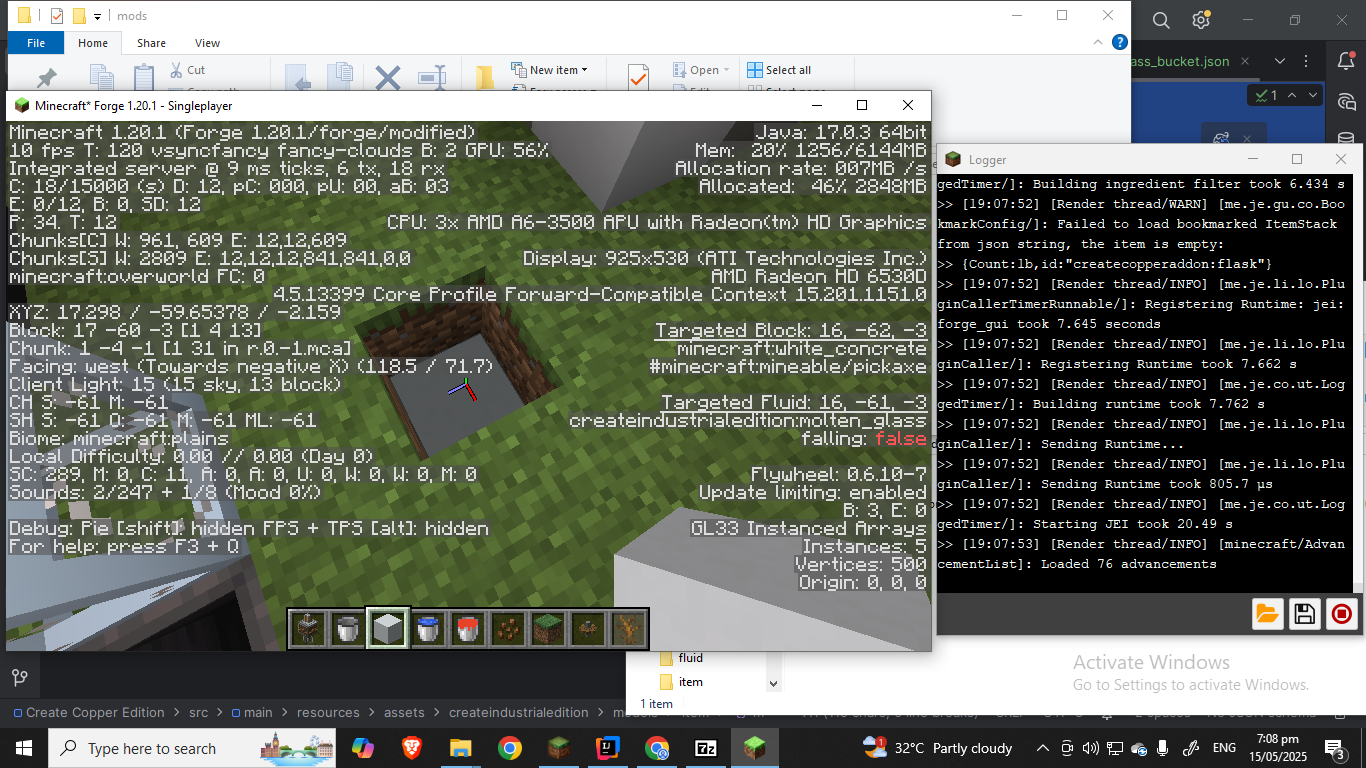 mods
File
Home
Share
View
Cut
New item
Open
Select all
ass_bucket.json
1
Minecraft* Forge 1.20.1 - Singleplayer
Minecraft 1.20.1 (Forge 1.20.1/forge/modified)
10 fps T: 120 vsyncfancy fancy-clouds B: 2 GPU: 56%
Integrated server @ 9 ms ticks, 6 tx, 18 rx
C: 18/15000 (s) D: 12, pC: 000, pU: 00, aB: 03
E: 0/12, B: 0, SD: 12
P: 34. T: 12
Chunks[C] W: 961, 609 E: 12,12,609
Chunks[S] W: 2809 E: 12,12,12,841,841,0,0
minecraft:overworld FC: 0
XYZ: 17.298 / -59.65378 / -2.159
Block: 17 -60 -3 [1 4 13]
Chunk: 1 -4 -1 [1 31 in r.0.-1.mca]
Facing: west (Towards negative X) (118.5 / 71.7)
Client Light: 15 (15 sky, 13 block)
CH S: -61 M: -61
SH S: -61 O: -61 M: -61 ML: -61
Biome: minecraft:plains
Local Difficulty: 0.00 // 0.00 (Day 0)
SC: 289, M: 0, C: 11, A: 0, A: 0, U: 0, W: 0, W: 0, M: 0
Sounds: 2/247 + 1/8 (Mood 0%)
Debug: Pie [shift]: hidden FPS + TPS [alt]: hidden
For help: press F3 + Q
Java: 17.0.3 64bit
Mem: 20% 1256/6144MB
Allocation rate: 007MB /s
Allocated: 46% 2848MB
CPU: 3x AMD A6-3500 APU with Radeon(tm) HD Graphics
Display: 925x530 (ATI Technologies Inc.)
AMD Radeon HD 6530D
4.5.13399 Core Profile Forward-Compatible Context 15.201.1151.0
Targeted Block: 16, -62, -3
minecraft:white_concrete
#minecraft:mineable/pickaxe
Targeted Fluid: 16, -61, -3
createindustrialedition:molten_glass
falling: false
Flywheel: 0.6.10-7
Update limiting: enabled
B: 3, E: 0
GL33 Instanced Arrays
Instances: 5
Vertices: 500
Origin: 0, 0, 0
Logger
gedTimer/]: Building ingredient filter took 6.434 s
>> [19:07:52] [Render thread/WARN] [me.je.gu.co.Boo
kmarkConfig/]: Failed to load bookmarked ItemStack
from json string, the item is empty:
>> {Count:1b,id:"createcopperaddon:flask"}
>> [19:07:52] [Render thread/INFO] [me.je.li.lo.Plu
ginCallerTimerRunnable/]: Registering Runtime: jei:
forge_gui took 7.645 seconds
>> [19:07:52] [Render thread/INFO] [me.je.li.lo.Plu
ginCaller/]: Registering Runtime took 7.662 s
>> [19:07:52] [Render thread/INFO] [me.je.co.ut.Log
gedTimer/]: Building runtime took 7.762 s
>> [19:07:52] [Render thread/INFO] [me.je.li.lo.Plu
ginCaller/]: Sending Runtime...
>> [19:07:52] [Render thread/INFO] [me.je.li.lo.Plu
ginCaller/]: Sending Runtime took 805.7 μs
>> [19:07:52] [Render thread/INFO] [me.je.co.ut.Log
gedTimer/]: Starting JEI took 20.49 s
>> [19:07:53] [Render thread/INFO] [minecraft/Advan
cementList]: Loaded 76 advancements
fluid
item
1 item
Activate Windows
Go to Settings to activate Windows.
Create Copper Edition > src > main > resources > assets > createindustrialedition >
Type here to search
32°C Partly cloudy
ENG
7:08 pm
15/05/2025
3